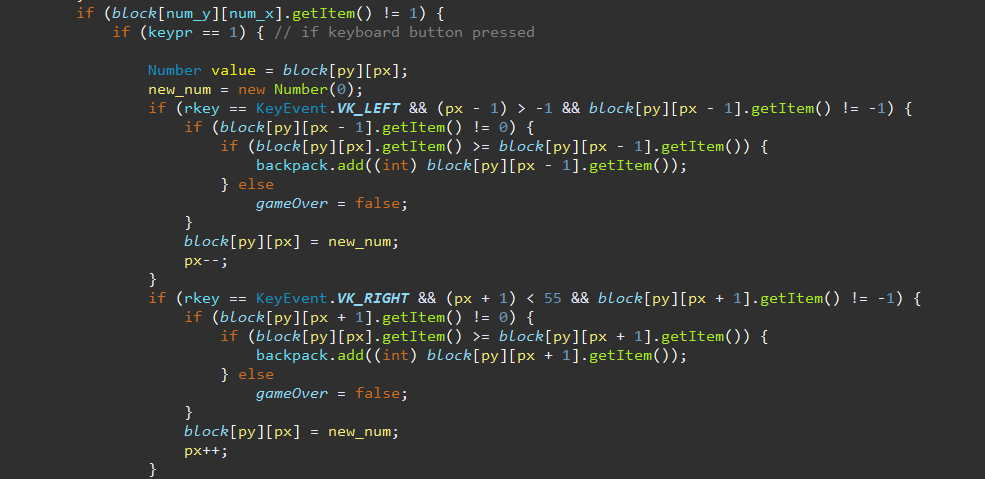 if (block[num_y][num_x].getItem() != 1) {
if (keypr == 1) { // if keyboard button pressed
Number value = block[py][px];
new_num = new Number(0);
if (rkey == KeyEvent.VK_LEFT && (px - 1) > -1 && block[py][px - 1].getItem() != -1) {
if (block[py][px - 1].getItem() != 0) {
if (block[py][px].getItem() >= block[py][px - 1].getItem()) {
backpack.add((int) block[py][px - 1].getItem());
} else
gameOver = false;
}
block[py][px] = new_num;
px--;
}
if (rkey == KeyEvent.VK_RIGHT && (px + 1) < 55 && block[py][px + 1].getItem() != -1) {
if (block[py][px + 1].getItem() != 0) {
if (block[py][px].getItem() >= block[py][px + 1].getItem()) {
backpack.add((int) block[py][px + 1].getItem());
} else
gameOver = false;
}
block[py][px] = new_num;
px++;
}